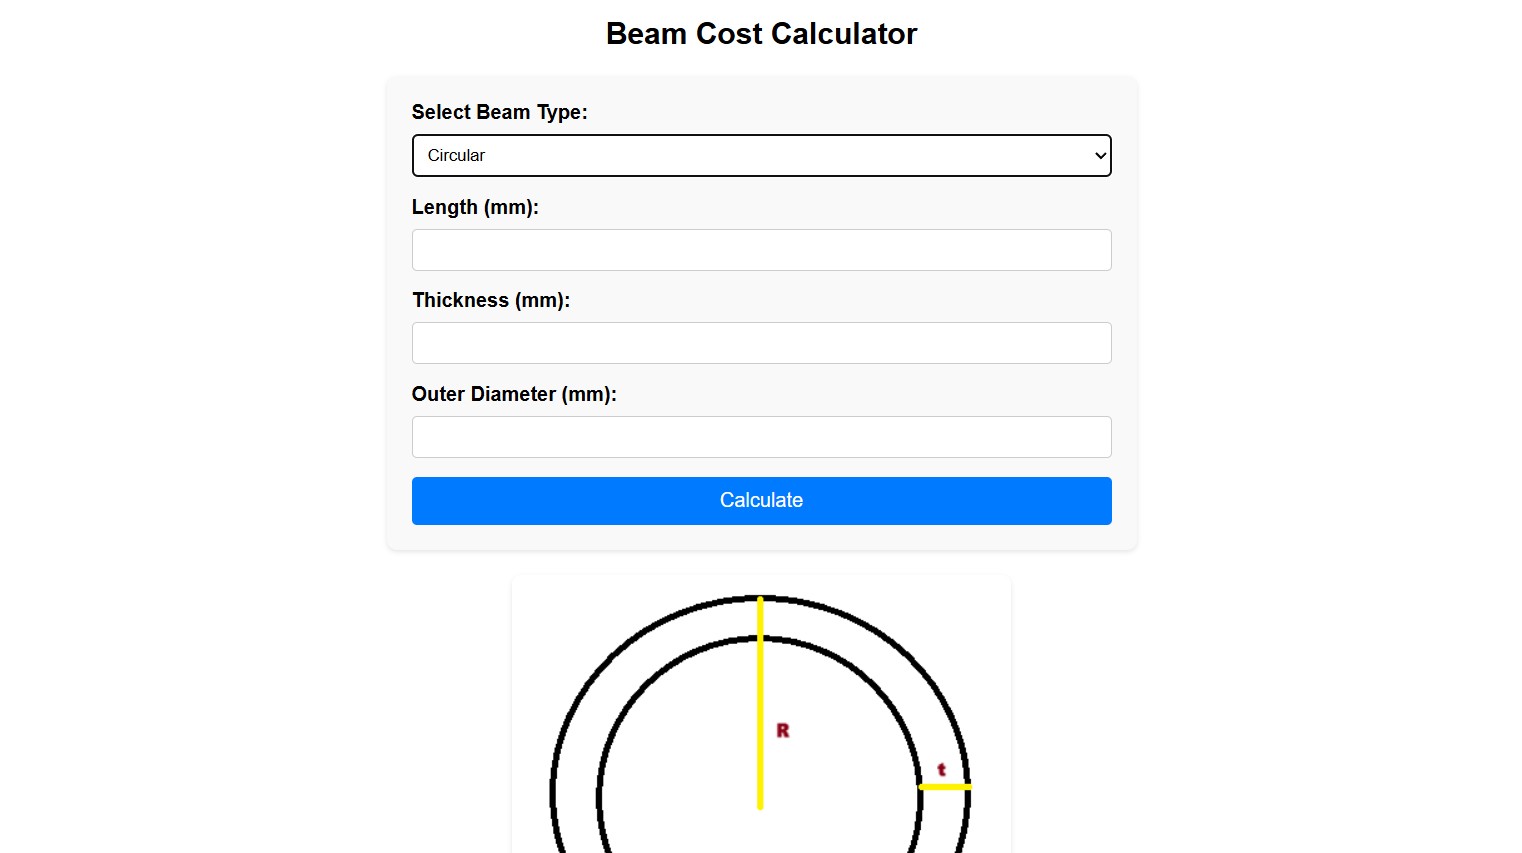 Beam Cost Calculator
Select Beam Type:
Circular
Length (mm):
Thickness (mm):
Outer Diameter (mm):
Calculate
R
t